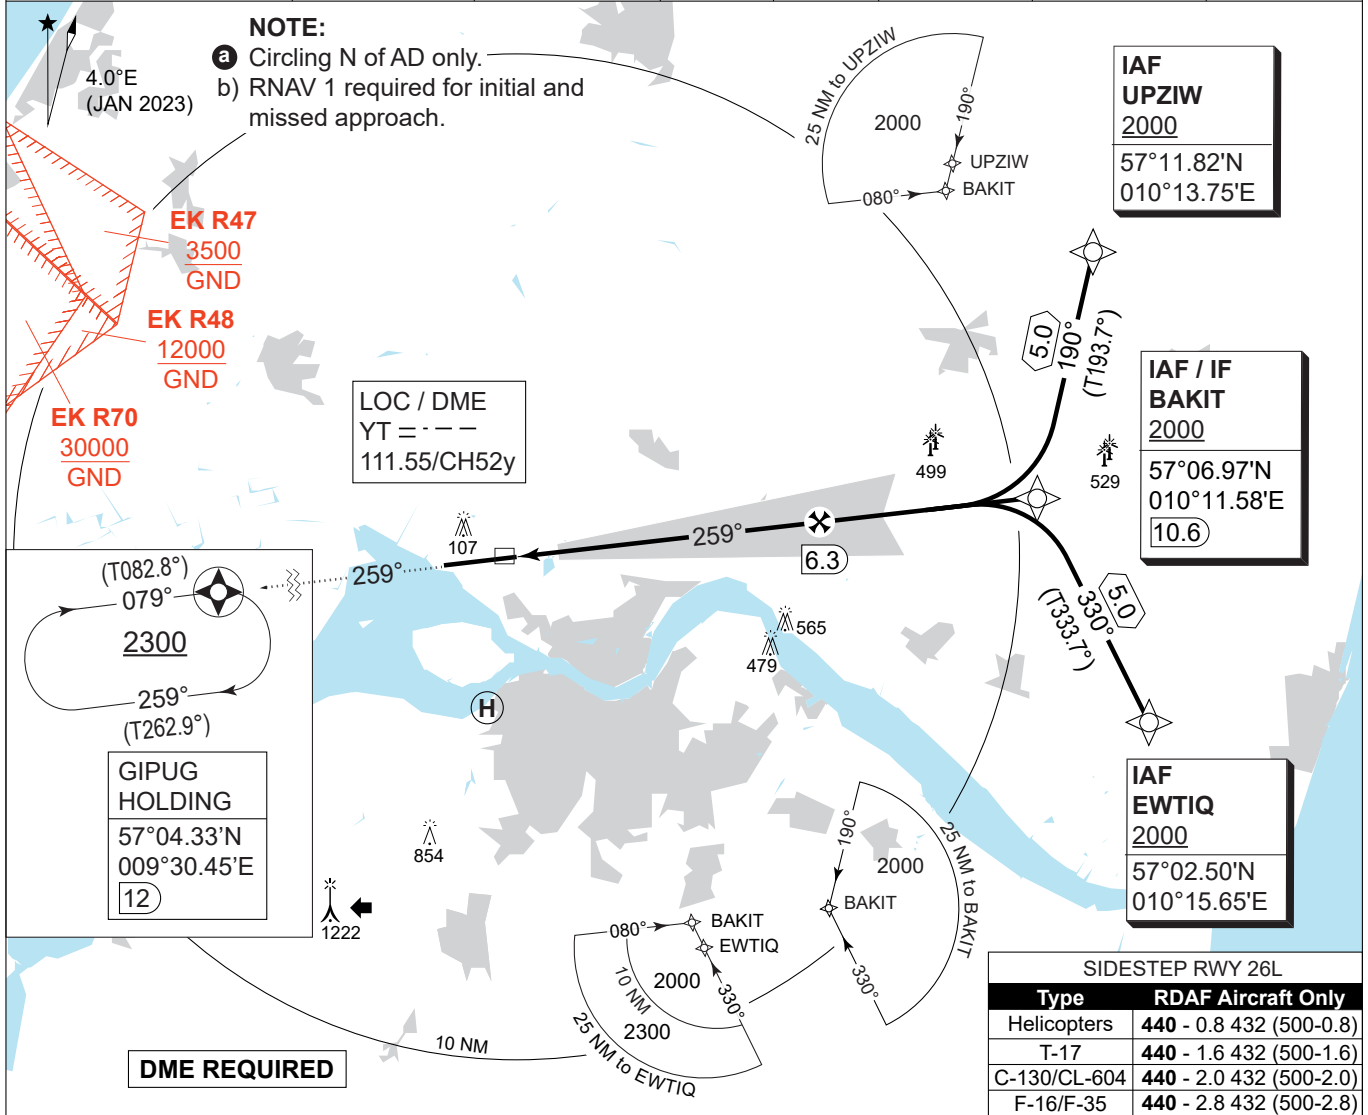 NOTE:
a Circling N of AD only.
b) RNAV 1 required for initial and
missed approach.
4.0°E
(JAN 2023)
25 NM to UPZIW
190°
2000
UPZIW
BAKIT
080°
IAF
UPZIW
2000
57°11.82'N
010°13.75'E
EK R47
3500
GND
EK R48
12000
GND
EK R70
30000
GND
5.0
190°
(T193.7°)
IAF / IF
BAKIT
2000
57°06.97'N
010°11.58'E
10.6
LOC / DME
YT
111.55/CH52y
499
529
107
259°
6.3
259°
(T082.8°)
079°
2300
259°
(T262.9°)
GIPUG
HOLDING
57°04.33'N
009°30.45'E
12
5.0
330°
(T333.7°)
565
479
H
854
1222
IAF
EWTIQ
2000
57°02.50'N
010°15.65'E
190°
2000
BAKIT
330°
25 NM to BAKIT
080°
BAKIT
EWTIQ
2000
10 NM
2300
330°
25 NM to EWTIQ
10 NM
DME REQUIRED
SIDESTEP RWY 26L
Type RDAF Aircraft Only
Helicopters 440 - 0.8 432 (500-0.8)
T-17 440 - 1.6 432 (500-1.6)
C-130/CL-604 440 - 2.0 432 (500-2.0)
F-16/F-35 440 - 2.8 432 (500-2.8)